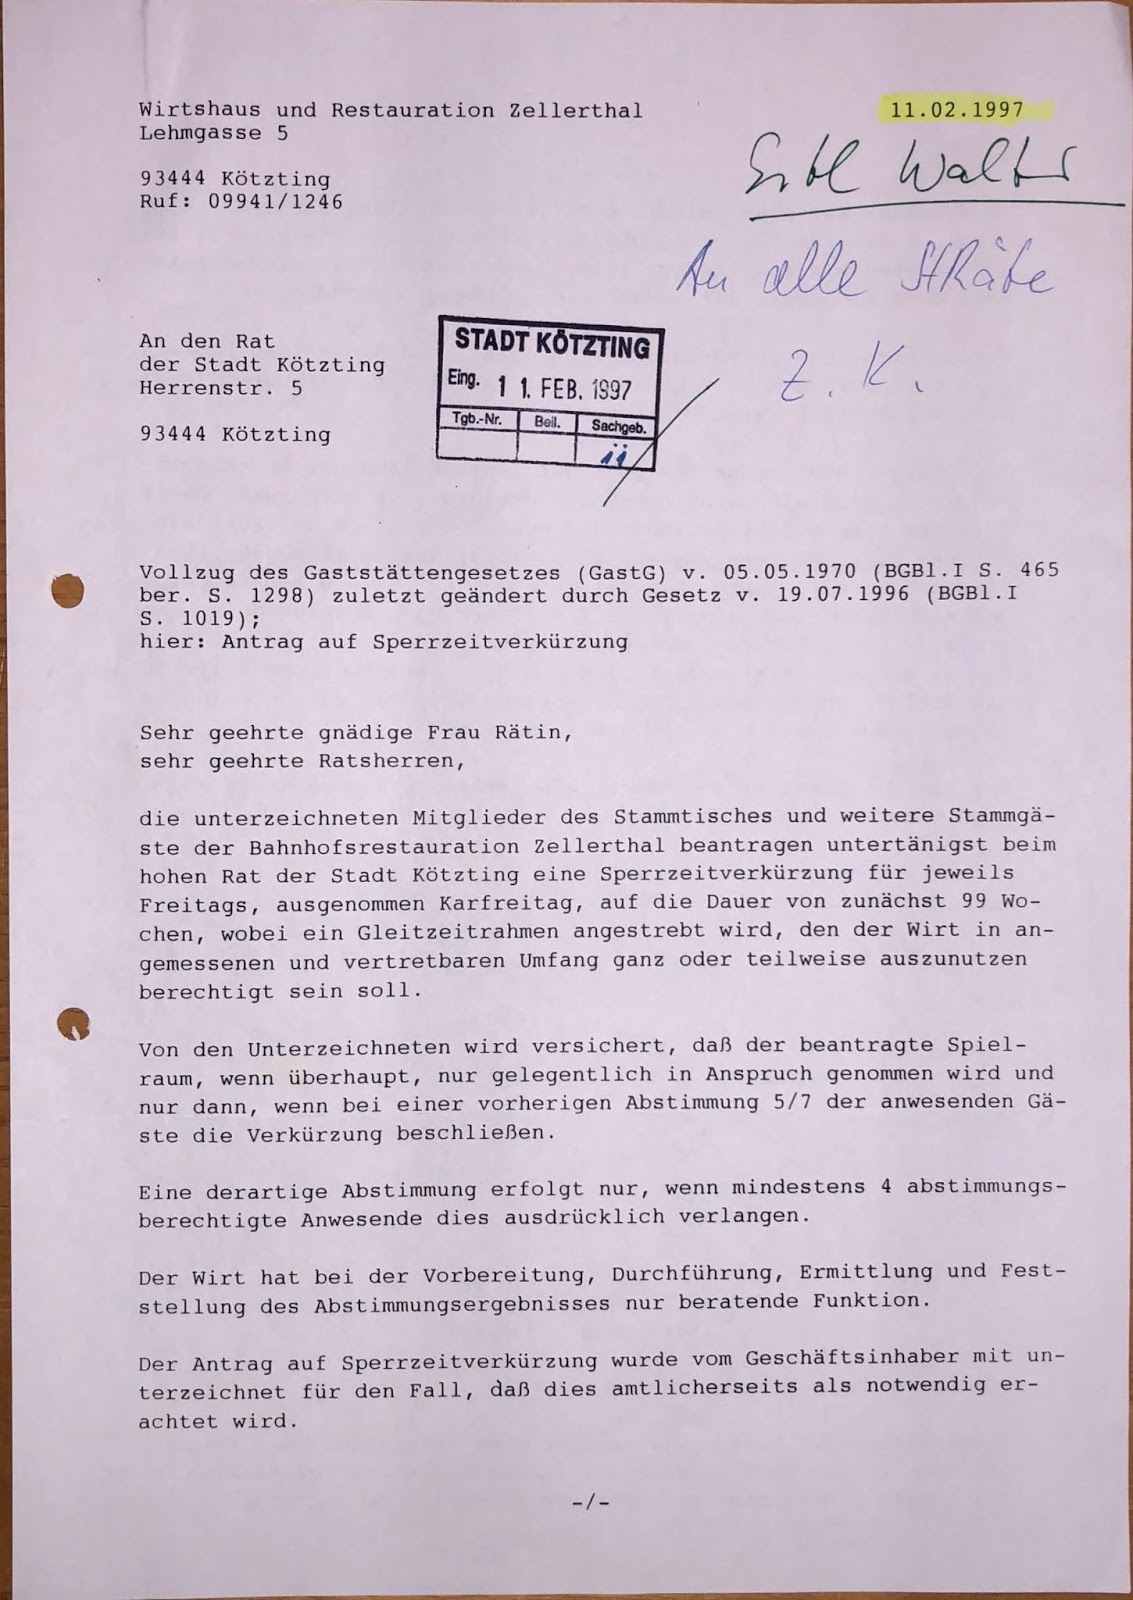 Wirtshaus und Restauration Zellerthal
Lehmgasse 5
11.02.1997
Ertl Walter
93444 Kötzting
Ruf: 09941/1246
An alle StRäte
z. K.
An den Rat
der Stadt Kötzting
Herrenstr. 5
93444 Kötzting
STADT KÖTZTING
Eing. 11. FEB. 1997
Tgb.-Nr. Beil. Sachgeb.
Vollzug des Gaststättengesetzes (GastG) v. 05.05.1970 (BGBl.I S. 465
ber. S. 1298) zuletzt geändert durch Gesetz v. 19.07.1996 (BGBl.I
S. 1019);
hier: Antrag auf Sperrzeitverkürzung
Sehr geehrte gnädige Frau Rätin,
sehr geehrte Ratsherren,
die unterzeichneten Mitglieder des Stammtisches und weitere Stammgä-
ste der Bahnhofsrestauration Zellerthal beantragen untertänigst beim
hohen Rat der Stadt Kötzting eine Sperrzeitverkürzung für jeweils
Freitags, ausgenommen Karfreitag, auf die Dauer von zunächst 99 Wo-
chen, wobei ein Gleitzeitrahmen angestrebt wird, den der Wirt in an-
gemessenen und vertretbaren Umfang ganz oder teilweise auszunutzen
berechtigt sein soll.
Von den Unterzeichneten wird versichert, daß der beantragte Spiel-
raum, wenn überhaupt, nur gelegentlich in Anspruch genommen wird und
nur dann, wenn bei einer vorherigen Abstimmung 5/7 der anwesenden Gä-
ste die Verkürzung beschließen.
Eine derartige Abstimmung erfolgt nur, wenn mindestens 4 abstimmungs-
berechtigte Anwesende dies ausdrücklich verlangen.
Der Wirt hat bei der Vorbereitung, Durchführung, Ermittlung und Fest-
stellung des Abstimmungsergebnisses nur beratende Funktion.
Der Antrag auf Sperrzeitverkürzung wurde vom Geschäftsinhaber mit un-
terzeichnet für den Fall, daß dies amtlicherseits als notwendig er-
achtet wird.
-/-